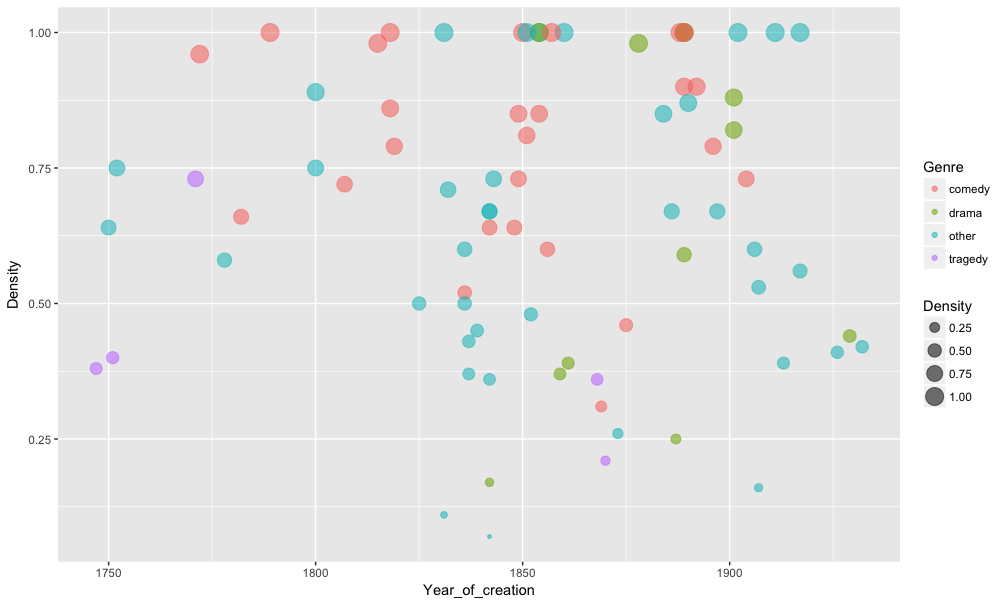 1.00
0.75
0.50
0.25
Density
1750
1800
1850
1900
Year_of_creation
Genre
comedy
drama
other
tragedy
Density
0.25
0.50
0.75
1.00